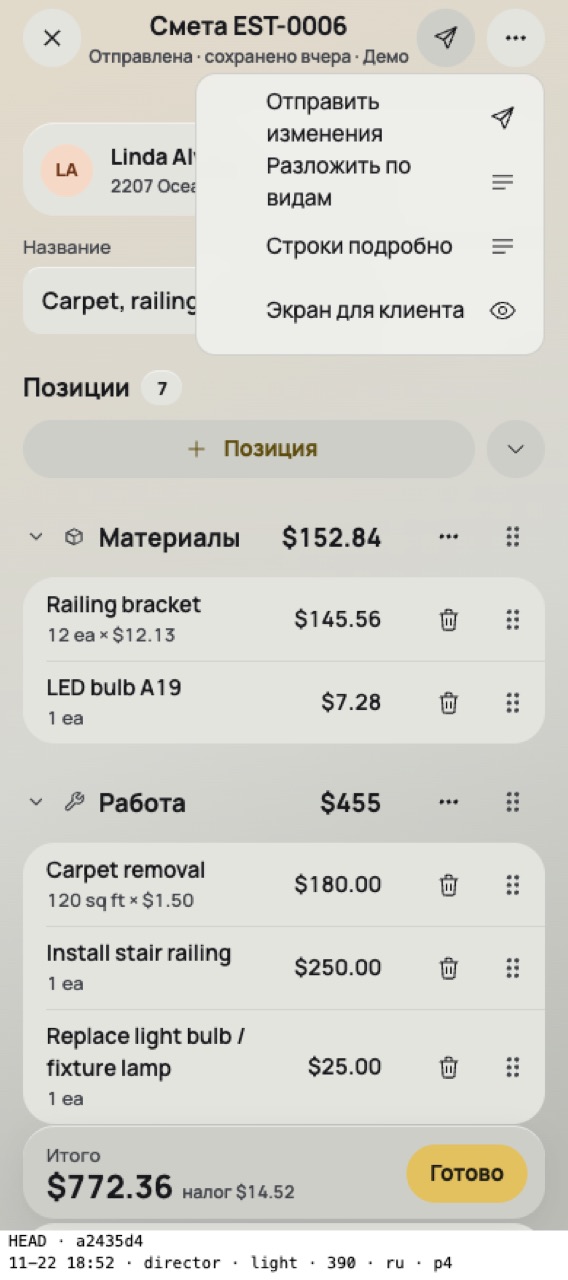 Смета EST-0006
Отправлена · сохранено вчера · Демо
Отправить
изменения
Разложить по
видам
Строки подробно
Экран для клиента
LA
Linda Al
2207 Ocea
Название
Carpet, railing
Позиции 7
+ Позиция
Материалы $152.84
Railing bracket
12 ea × $12.13
$145.56
LED bulb A19
1 ea
$7.28
Работа $455
Carpet removal
120 sq ft × $1.50
$180.00
Install stair railing
1 ea
$250.00
Replace light bulb /
fixture lamp
1 ea
$25.00
Итого
$772.36 налог $14.52
Готово
HEAD · a2435d4
11-22 18:52 · director · light · 390 · ru · p4